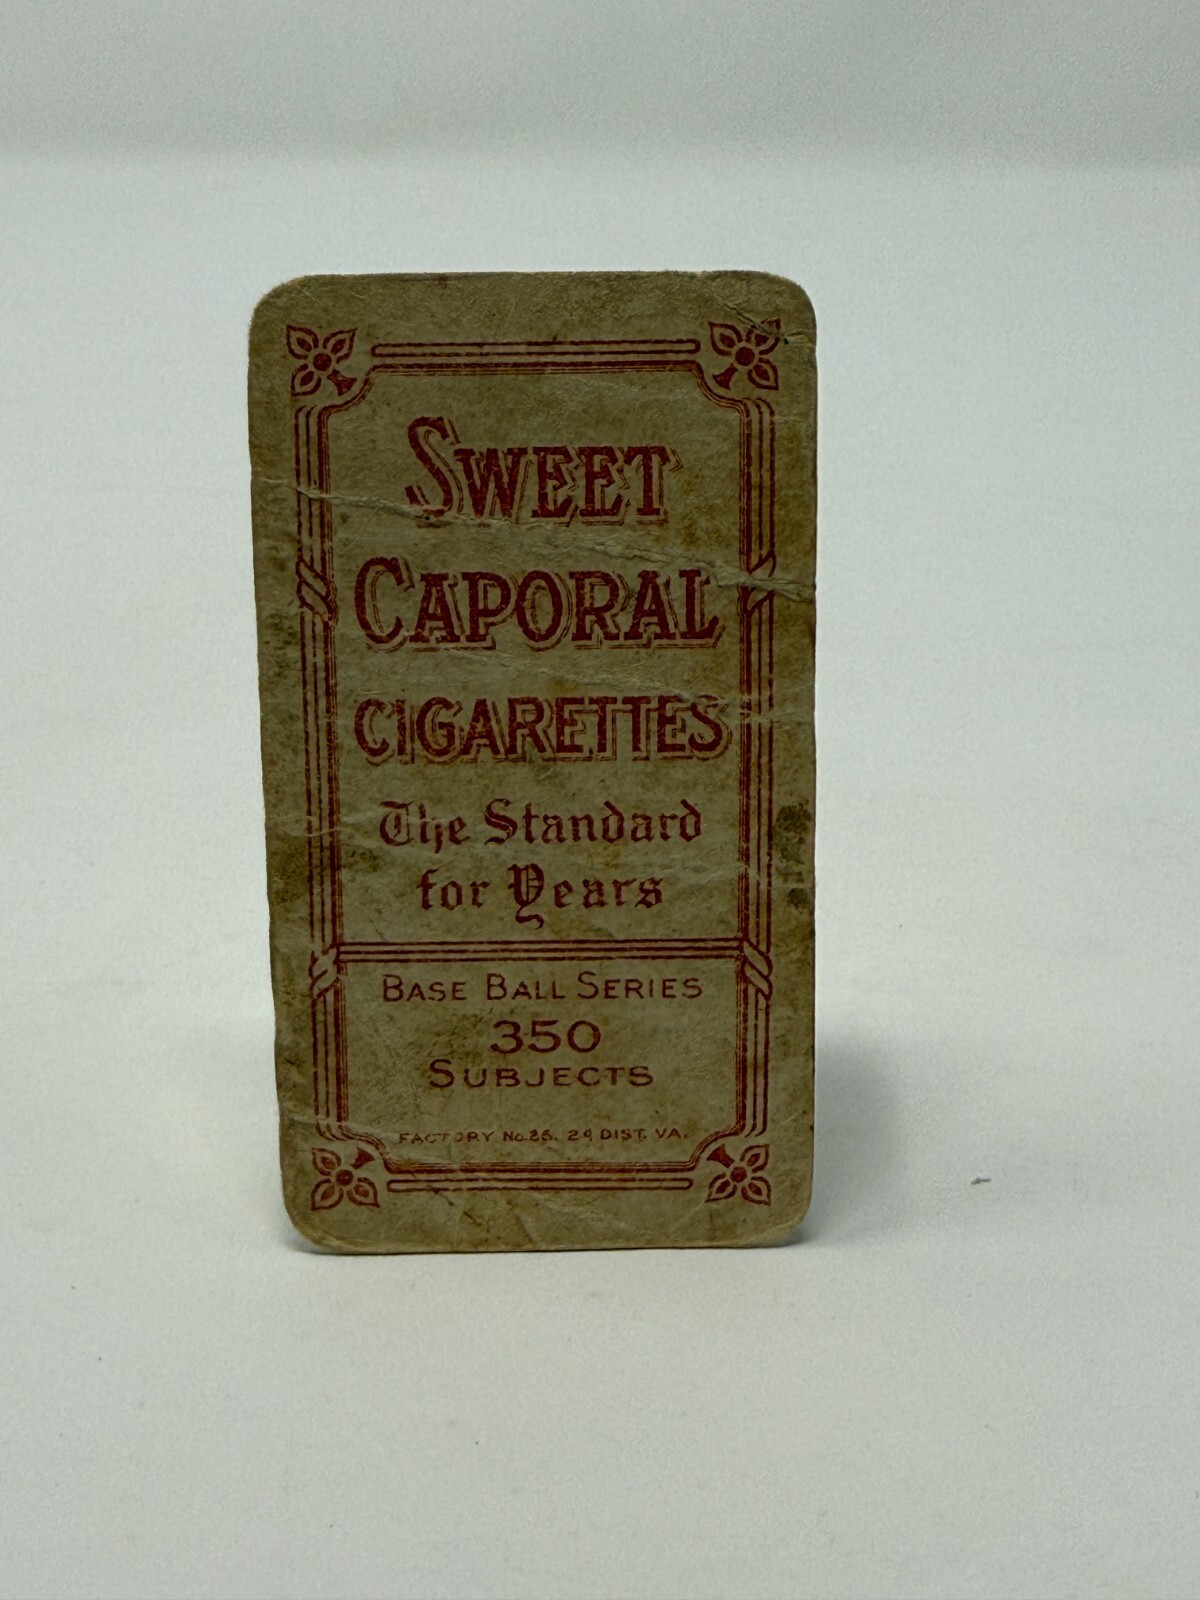 SWEET
CAPORAL
CIGARETTES
The Standard
for Years
BASE BALL SERIES
350
SUBJECTS
FACTORY No. 25. 2d DIST. VA.